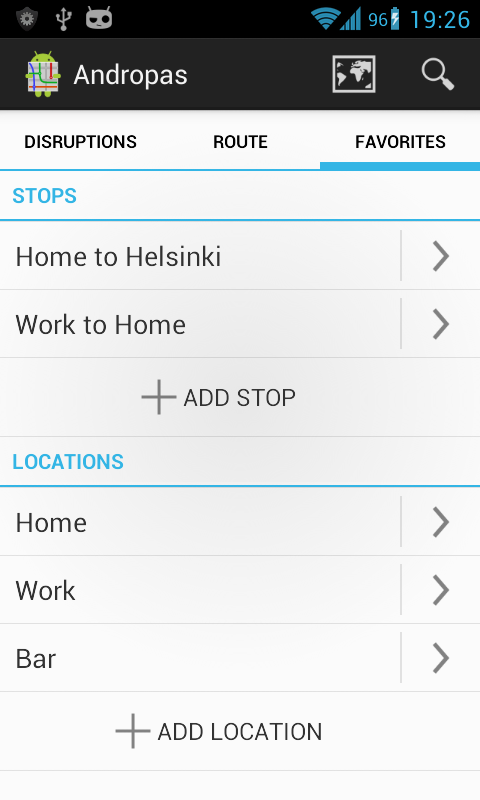 96 19:26
Andropas
DISRUPTIONS ROUTE FAVORITES
STOPS
Home to Helsinki
Work to Home
ADD STOP
LOCATIONS
Home
Work
Bar
ADD LOCATION